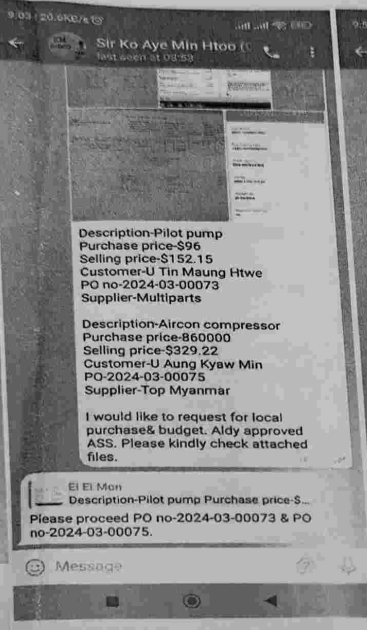 9:03 20.6KB/s
Sir Ko Aye Min Htoo (
last seen at 08:53
Description-Pilot pump
Purchase price-$96
Selling price-$152.15
Customer-U Tin Maung Htwe
PO no-2024-03-00073
Supplier-Multiparts
Description-Aircon compressor
Purchase price-860000
Selling price-$329.22
Customer-U Aung Kyaw Min
PO-2024-03-00075
Supplier-Top Myanmar
I would like to request for local
purchase& budget. Aldy approved
ASS. Please kindly check attached
files.
Ei Ei Mon
Description-Pilot pump Purchase price-$...
Please proceed PO no-2024-03-00073 & PO
no-2024-03-00075.
Message